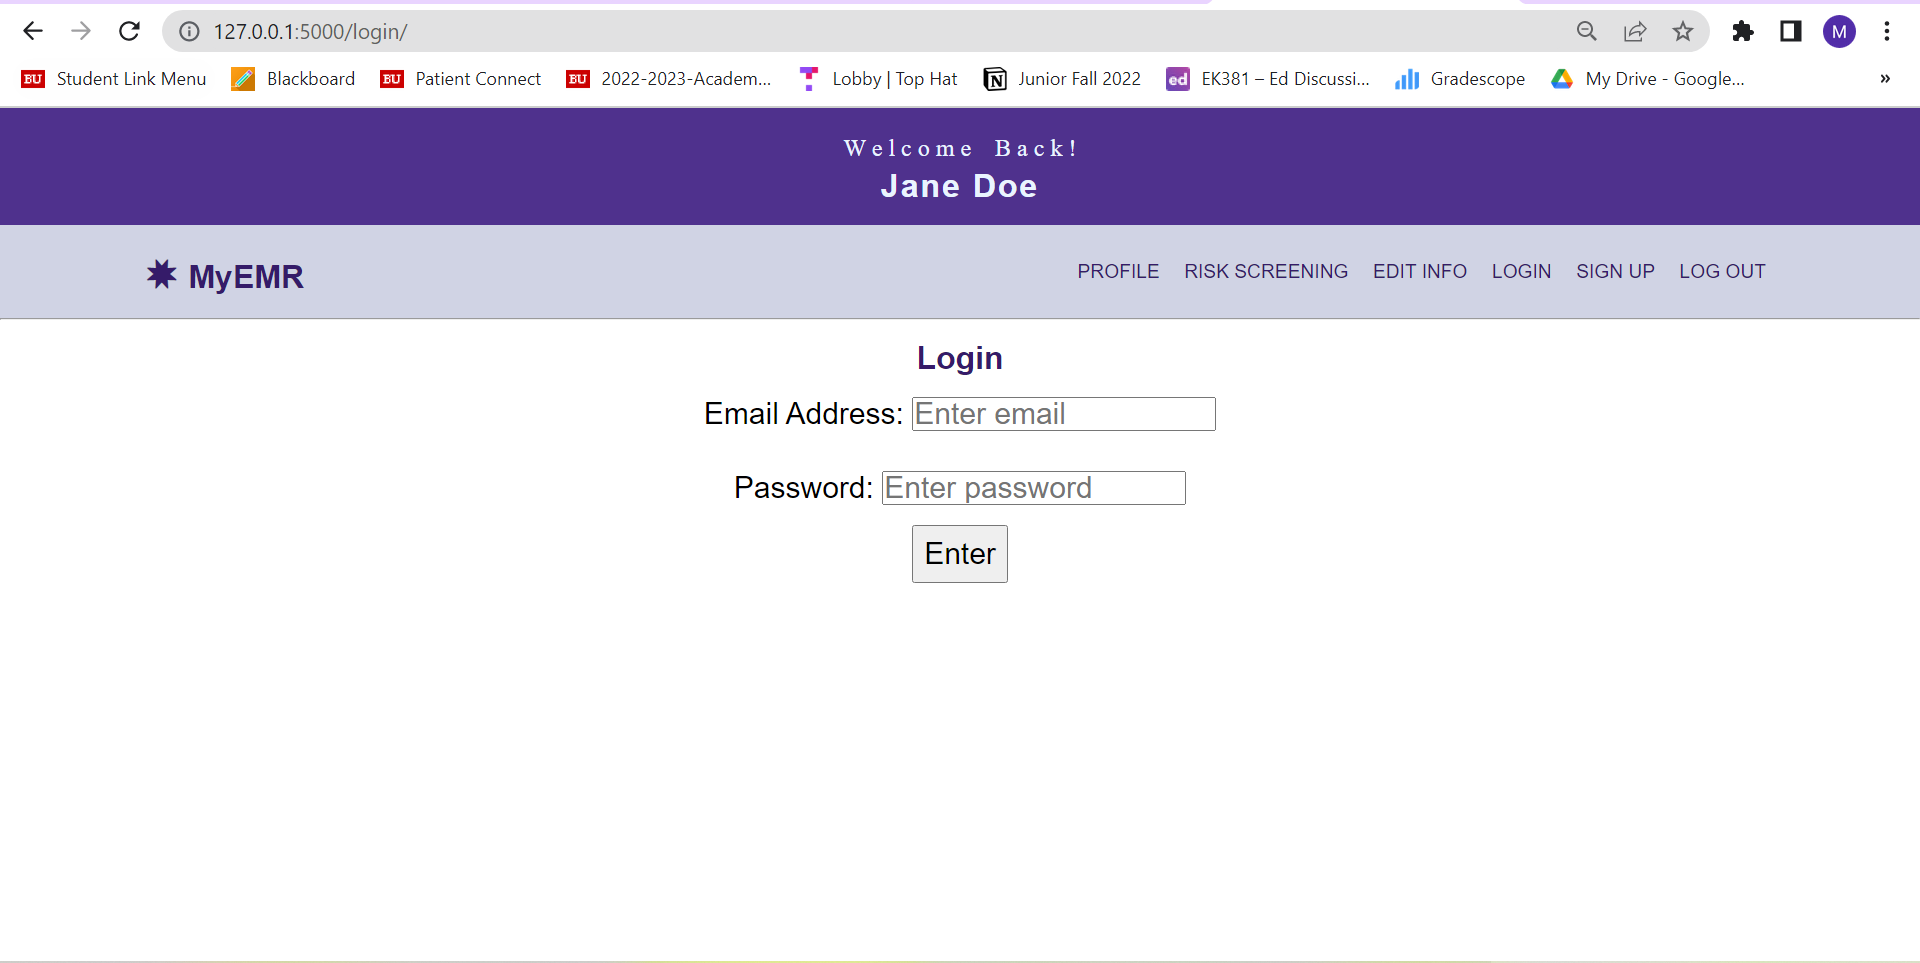 127.0.0.1:5000/login/
M
BU Student Link Menu Blackboard BU Patient Connect BU 2022-2023-Academ... Lobby | Top Hat Junior Fall 2022 ed EK381 – Ed Discussi... Gradescope My Drive - Google... »
Welcome Back!
Jane Doe
MyEMR PROFILE RISK SCREENING EDIT INFO LOGIN SIGN UP LOG OUT
Login
Email Address: Enter email
Password: Enter password
Enter